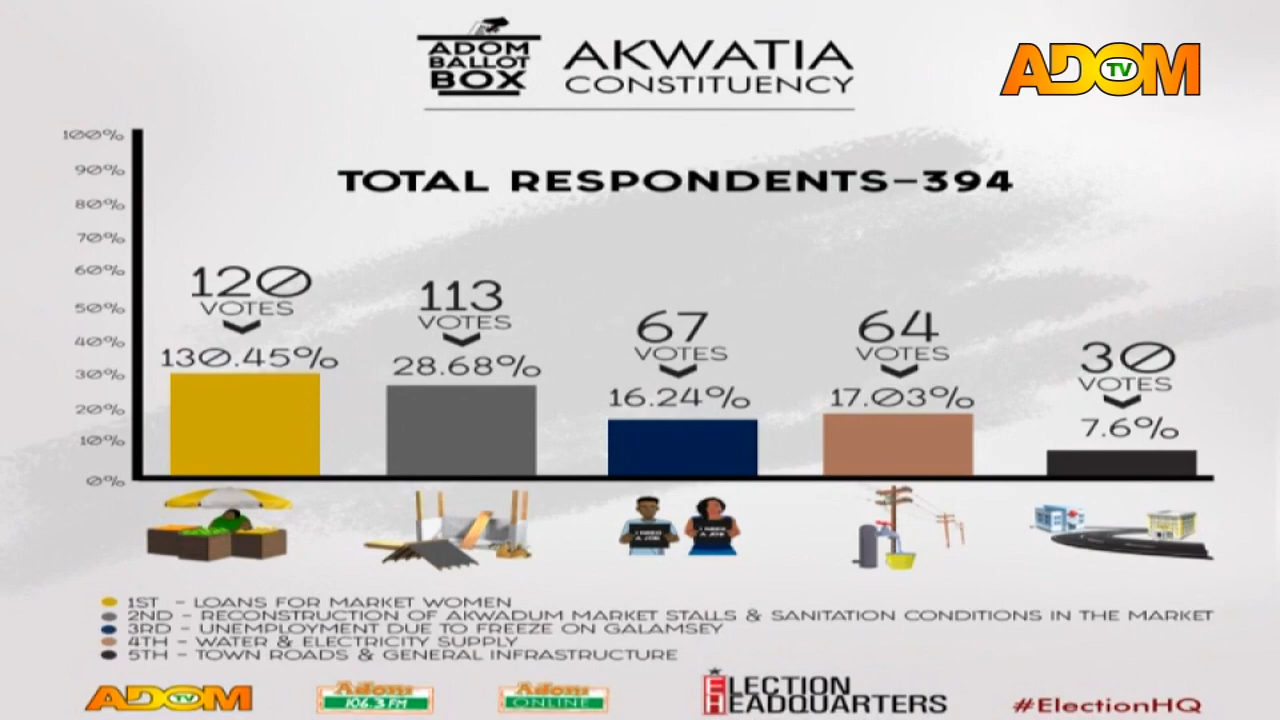 ADOM
BALLOT
BOX
AKWATIA
CONSTITUENCY
ADOM TV
TOTAL RESPONDENTS-394
100%
90%
80%
70%
60%
50%
40%
30%
20%
10%
0%
120
VOTES
130.45%
113
VOTES
28.68%
67
VOTES
16.24%
64
VOTES
17.03%
30
VOTES
7.6%
I NEED
A JOB
I NEED
A JOB
1ST - LOANS FOR MARKET WOMEN
2ND - RECONSTRUCTION OF AKWADUM MARKET STALLS & SANITATION CONDITIONS IN THE MARKET
3RD - UNEMPLOYMENT DUE TO FREEZE ON GALAMSEY
4TH - WATER & ELECTRICITY SUPPLY
5TH - TOWN ROADS & GENERAL INFRASTRUCTURE
ADOM TV
Adom
106.3 FM
Adom
ONLINE
ELECTION
HEADQUARTERS
#ElectionHQ